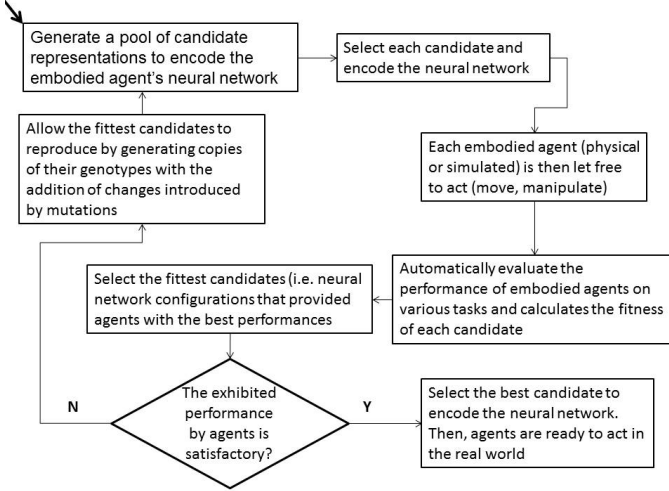 Generate a pool of candidate
representations to encode the
embodied agent's neural network
Select each candidate and
encode the neural network
Each embodied agent (physical
or simulated) is then let free
to act (move, manipulate)
Automatically evaluate the
performance of embodied agents on
various tasks and calculates the fitness
of each candidate
Select the fittest candidates (i.e. neural
network configurations that provided
agents with the best performances
The exhibited
performance
by agents is
satisfactory?
N
Allow the fittest candidates to
reproduce by generating copies
of their genotypes with the
addition of changes introduced
by mutations
Y
Select the best candidate to
encode the neural network.
Then, agents are ready to act in
the real world